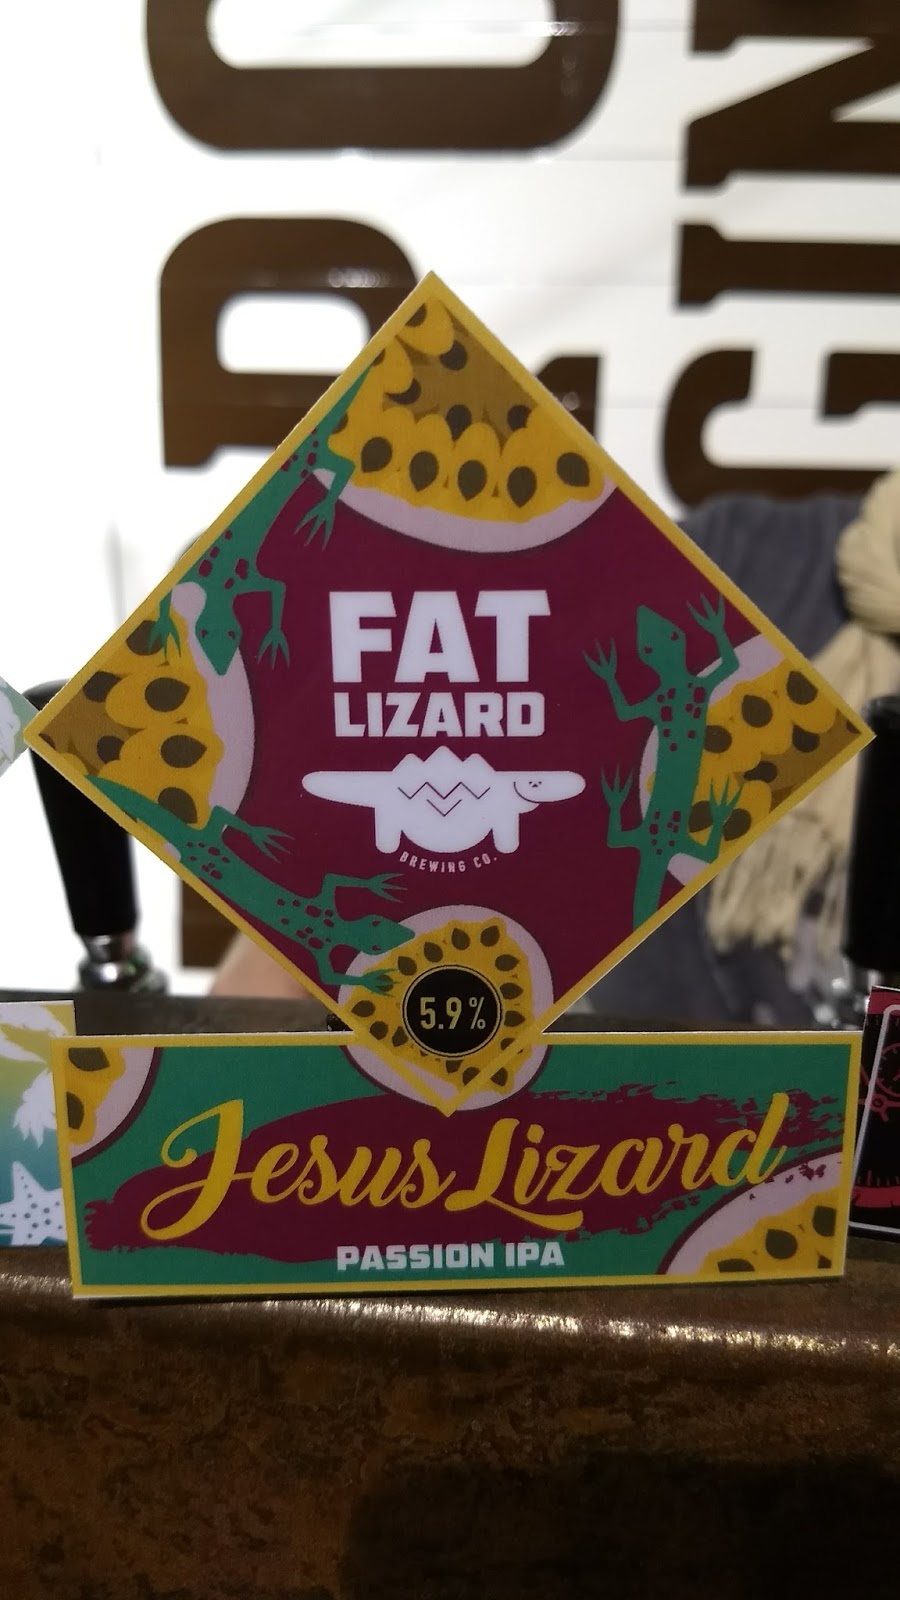 FAT
LIZARD
BREWING CO.
5.9%
Jesus Lizard
PASSION IPA